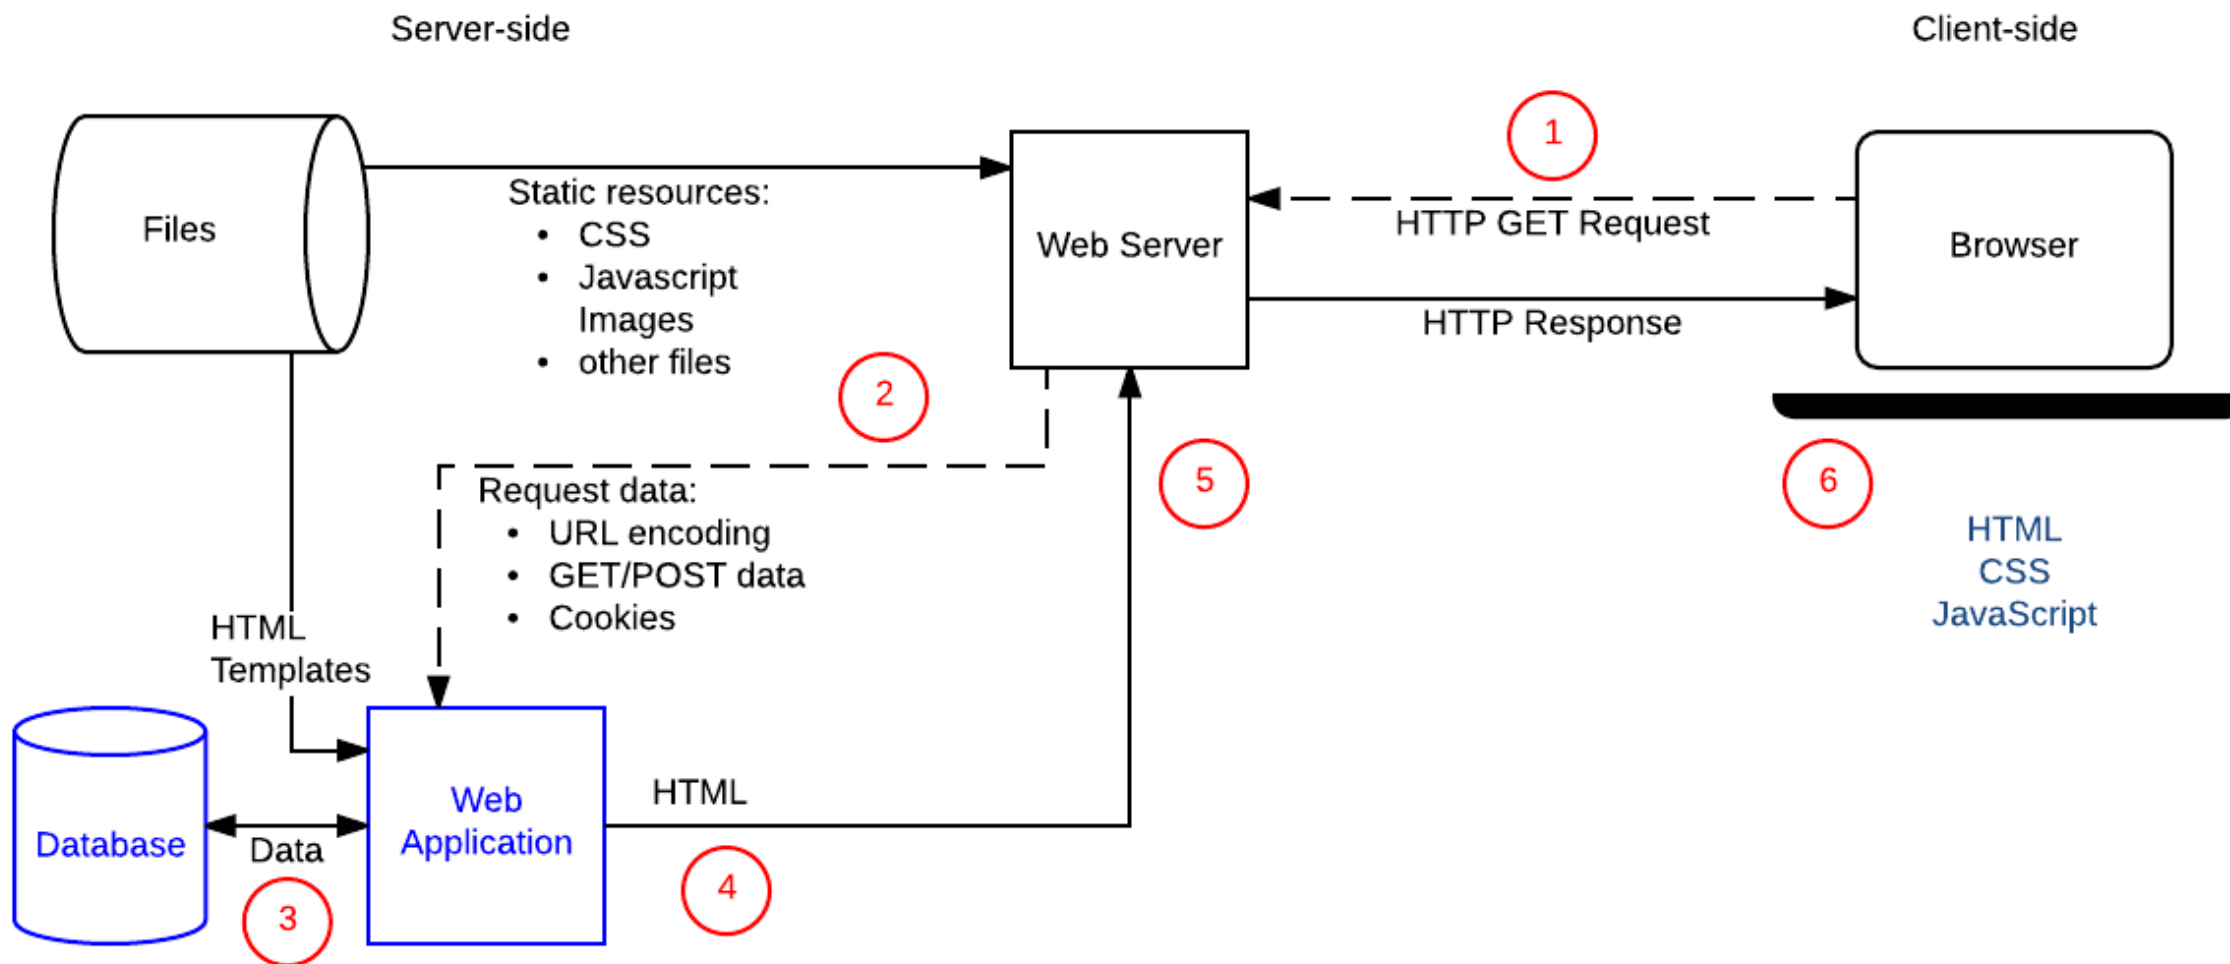 Server-side
Client-side
1
Files
Static resources:
• CSS
• Javascript
Images
• other files
Web Server
HTTP GET Request
HTTP Response
Browser
2
Request data:
• URL encoding
• GET/POST data
• Cookies
5
6
HTML
CSS
JavaScript
HTML
Templates
Database
Data
3
Web
Application
HTML
4